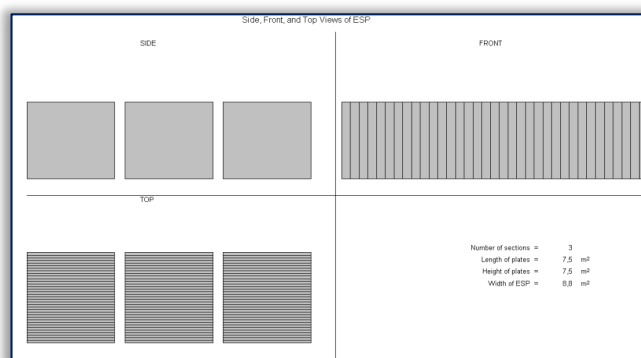 Side, Front, and Top Views of ESP
SIDE
FRONT
TOP
Number of sections = 3
Length of plates = 7,5 m²
Height of plates = 7,5 m²
Width of ESP = 8,8 m²